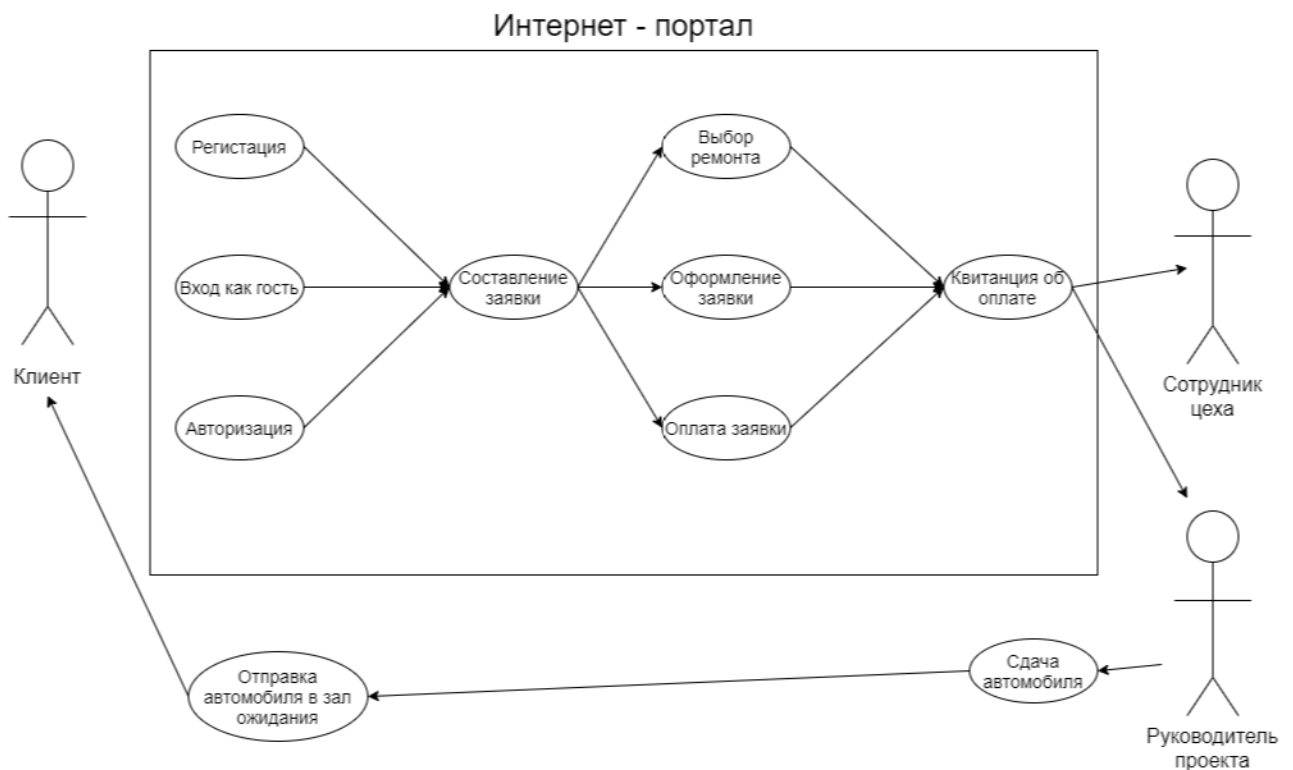 Интернет - портал
Регистация
Выбор
ремонта
Вход как гость
Составление
заявки
Оформление
заявки
Квитанция об
оплате
Клиент
Сотрудник
цеха
Авторизация
Оплата заявки
Отправка
автомобиля в зал
ожидания
Сдача
автомобиля
Руководитель
проекта